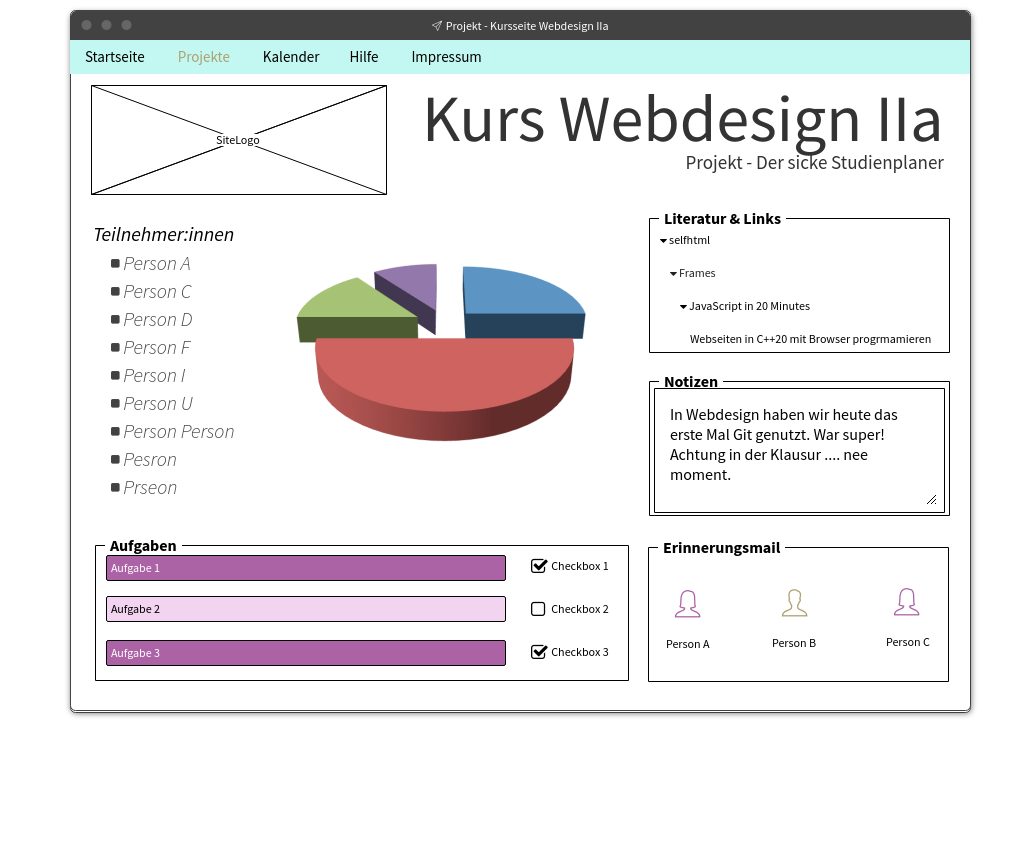 Projekt - Kursseite Webdesign IIa
Startseite Projekte Kalender Hilfe Impressum
SiteLogo
Kurs Webdesign IIa
Projekt - Der sicke Studienplaner
Teilnehmer:innen
Person A
Person C
Person D
Person F
Person I
Person U
Person Person
Pesron
Prseon
Literatur & Links
selfhtml
Frames
JavaScript in 20 Minutes
Webseiten in C++20 mit Browser progrmamieren
Notizen
In Webdesign haben wir heute das
erste Mal Git genutzt. War super!
Achtung in der Klausur .... nee
moment.
Aufgaben
Aufgabe 1 Checkbox 1
Aufgabe 2 Checkbox 2
Aufgabe 3 Checkbox 3
Erinnerungsmail
Person A Person B Person C